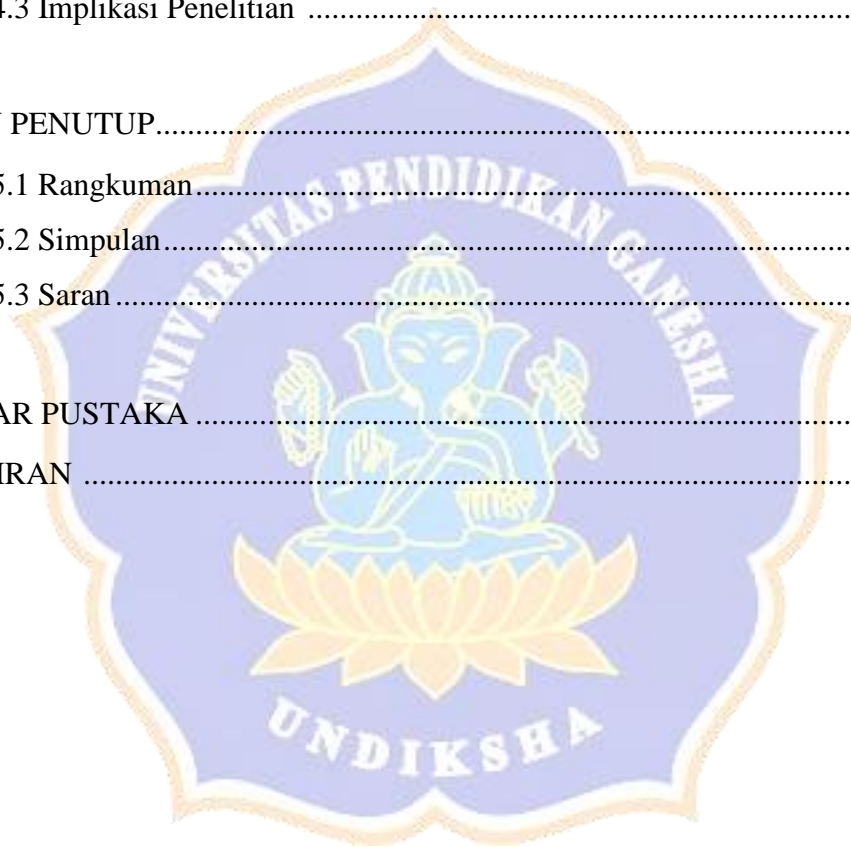 4.3 Implikasi Penelitian ........................................................................
V PENUTUP........................................................................................
5.1 Rangkuman....................................................................................
5.2 Simpulan........................................................................................
5.3 Saran ..............................................................................................
AR PUSTAKA ....................................................................................
IRAN ..................................................................................................
UNIVERSITAS PENDIDIKAN GANESHA
UNDIKSHA